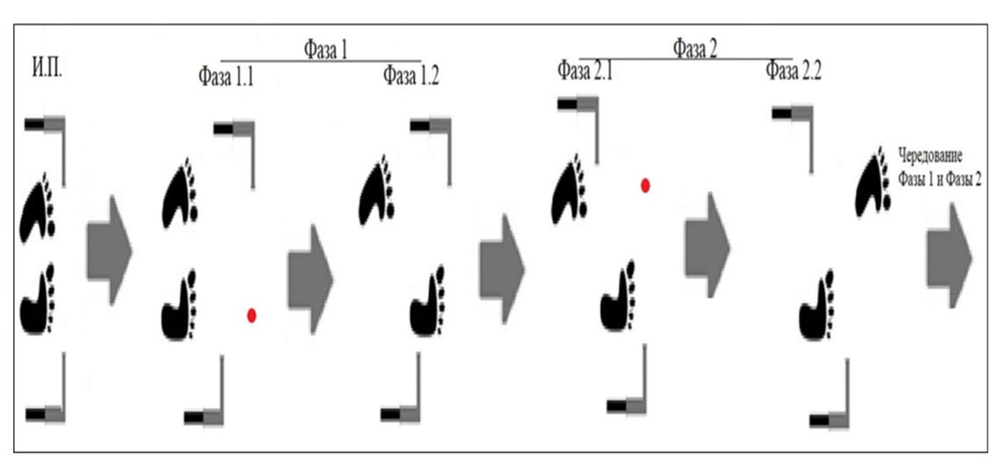 И.П.
Фаза 1
Фаза 1.1
Фаза 1.2
Фаза 2
Фаза 2.1
Фаза 2.2
Чередование
Фазы 1 и Фазы 2